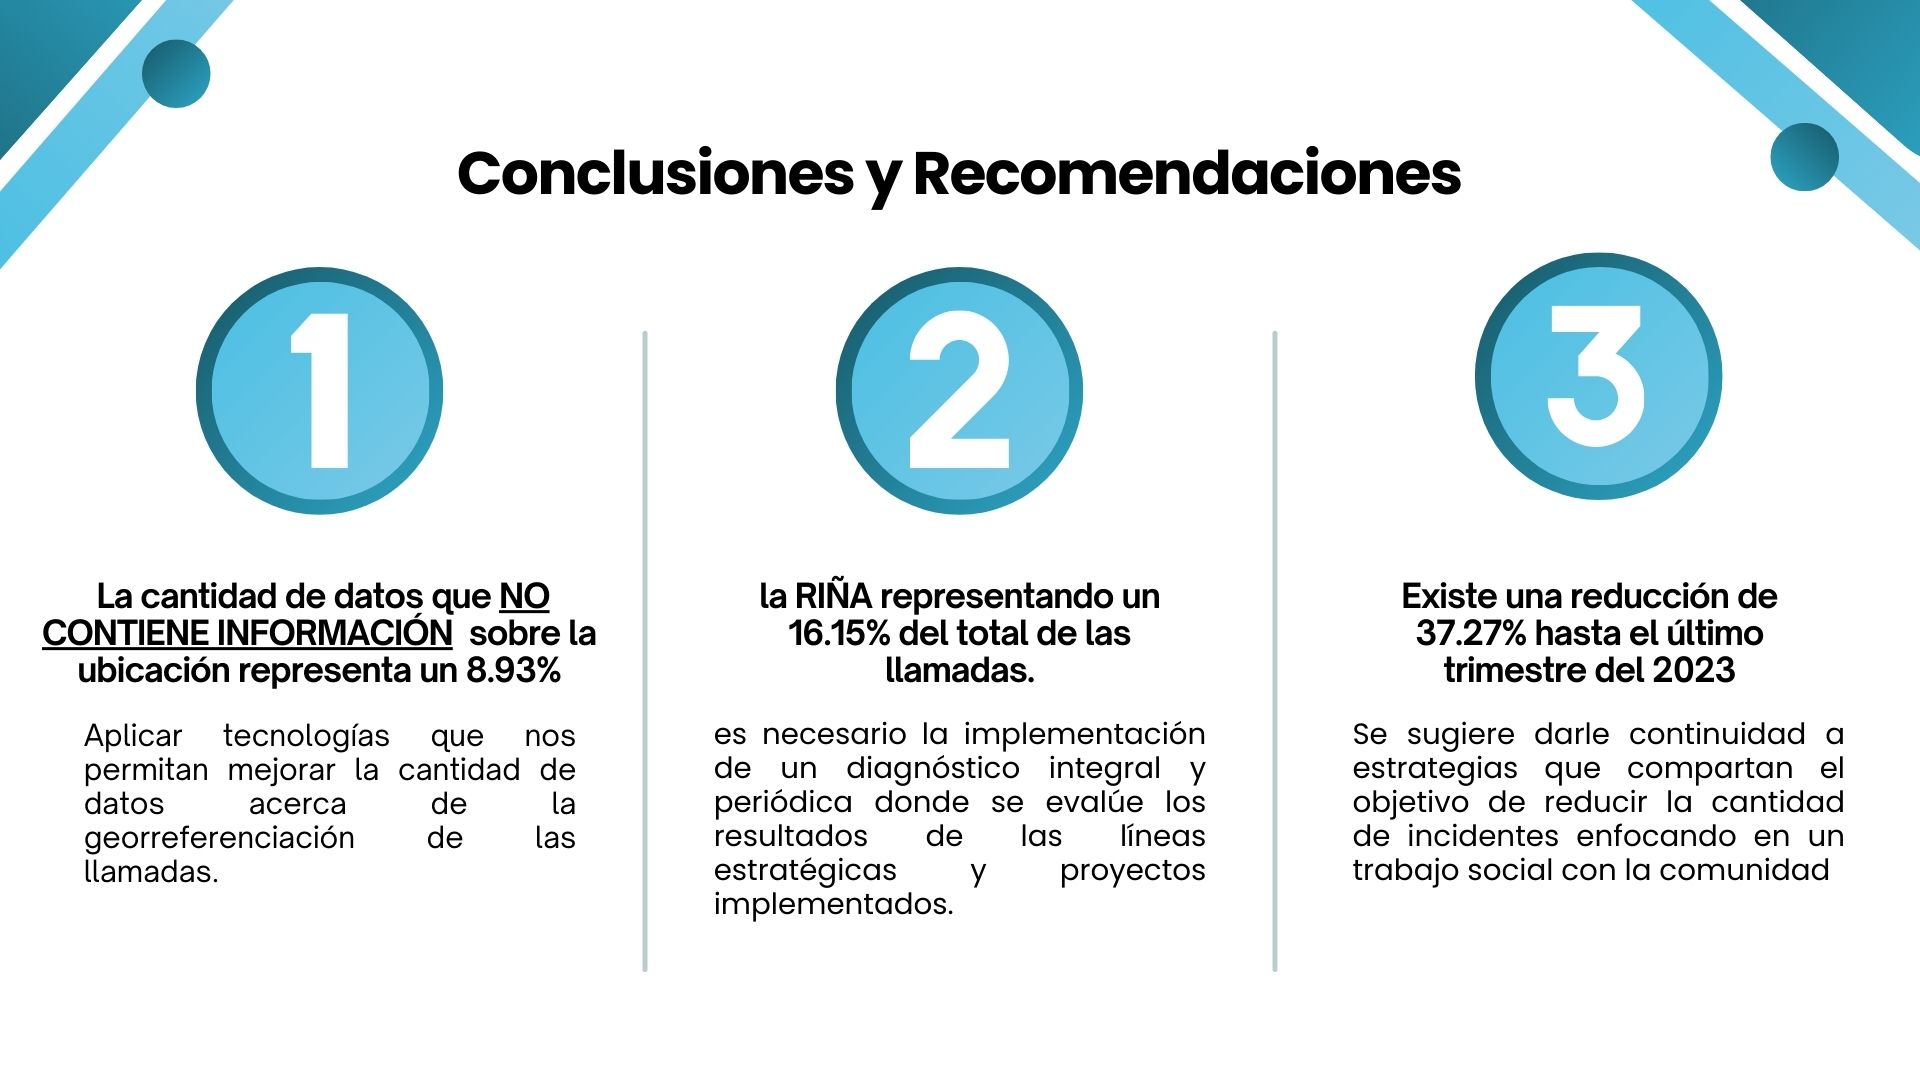 Conclusiones y Recomendaciones
1
La cantidad de datos que NO
CONTIENE INFORMACIÓN sobre la
ubicación representa un 8.93%
Aplicar tecnologías que nos
permitan mejorar la cantidad de
datos acerca de la
georreferenciación de las
llamadas.
2
la RIÑA representando un
16.15% del total de las
llamadas.
es necesario la implementación
de un diagnóstico integral y
periódica donde se evalúe los
resultados de las líneas
estratégicas y proyectos
implementados.
3
Existe una reducción de
37.27% hasta el último
trimestre del 2023
Se sugiere darle continuidad a
estrategias que compartan el
objetivo de reducir la cantidad
de incidentes enfocando en un
trabajo social con la comunidad